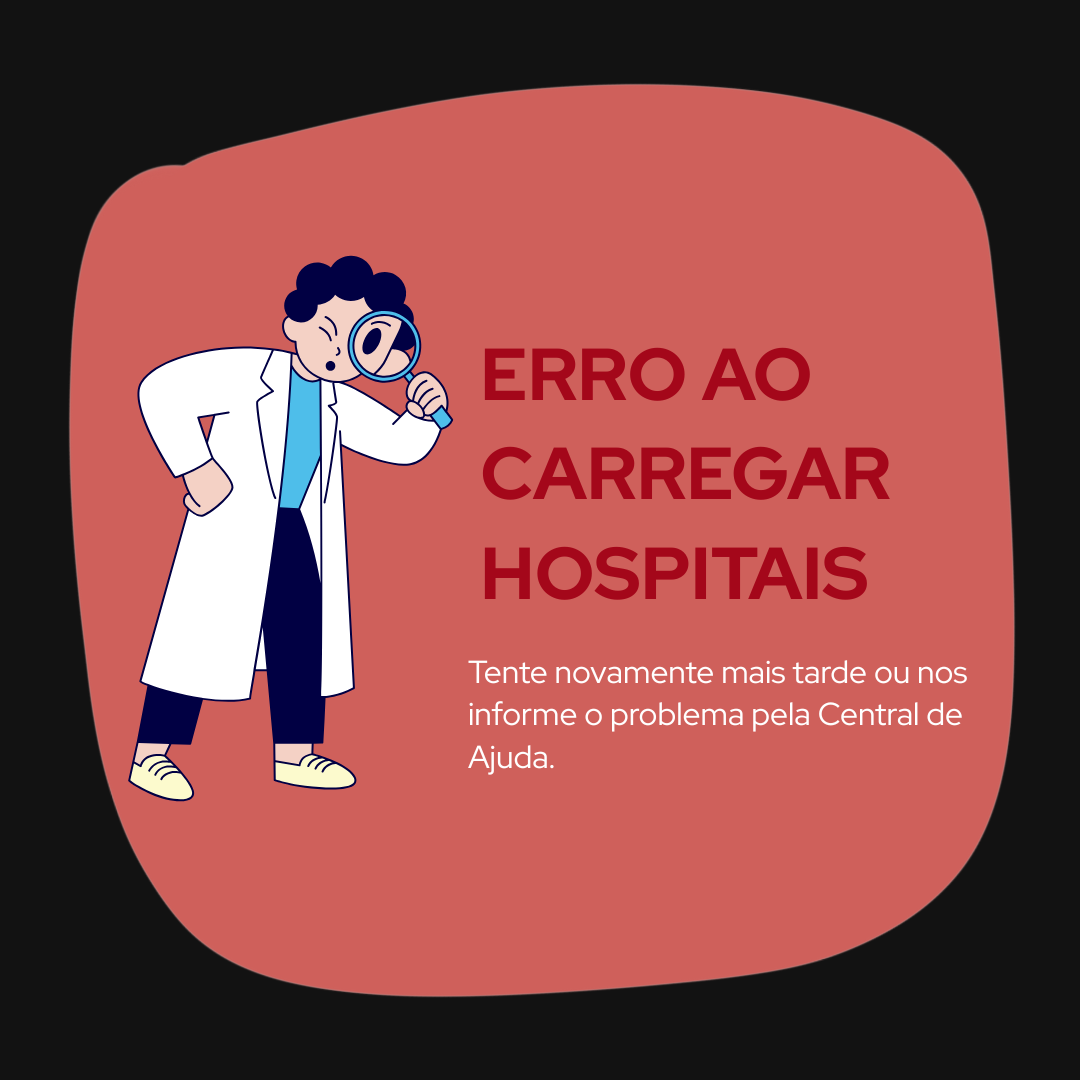 ERRO AO
CARREGAR
HOSPITAIS
Tente novamente mais tarde ou nos
informe o problema pela Central de
Ajuda.